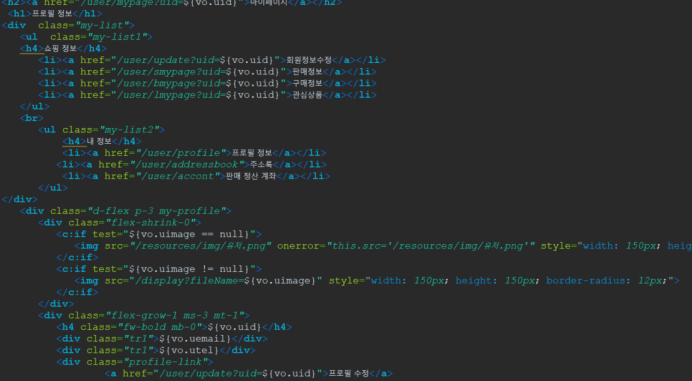 <h2><a href="/user/mypage?uid=${vo.uid}">마이페이지</a></h2>
<h1>프로필 정보</h1>
<div  class="my-list">
<ul  class="my-list1">
<h4>쇼핑 정보</h4>
<li><a href="/user/update?uid=${vo.uid}">회원정보수정</a></li>
<li><a href="/user/smypage?uid=${vo.uid}">판매정보</a></li>
<li><a href="/user/bmypage?uid=${vo.uid}">구매정보</a></li>
<li><a href="/user/lmypage?uid=${vo.uid}">관심상품</a></li>
</ul>
<br>
<ul class="my-list2">
<h4>내 정보</h4>
<li><a href="/user/profile">프로필 정보</a></li>
<li><a href="/user/addressbook">주소록</a></li>
<li><a href="/user/accont">판매 정산 계좌</a></li>
</ul>
</div>
<div class="d-flex p-3 my-profile">
<div class="flex-shrink-0">
<c:if test="${vo.uimage == null}">
<img src="/resources/img/유저.png" onerror="this.src='/resources/img/유저.png'" style="width: 150px; heig
</c:if>
<c:if test="${vo.uimage != null}">
<img src="/display?fileName=${vo.uimage}" style="width: 150px; height: 150px; border-radius: 12px;">
</c:if>
</div>
<div class="flex-grow-1 ms-3 mt-1">
<h4 class="fw-bold mb-0">${vo.uid}</h4>
<div class="tr1">${vo.uemail}</div>
<div class="tr1">${vo.utel}</div>
<div class="profile-link">
<a href="/user/update?uid=${vo.uid}">프로필 수정</a>